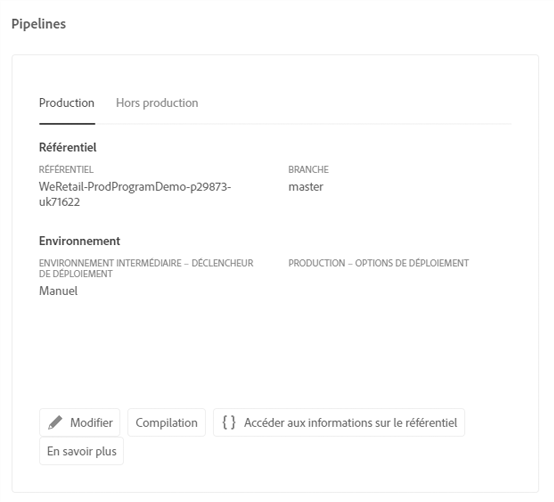 Pipelines
Production
Hors production
Référentiel
RÉFÉRENTIEL
BRANCHE
WeRetail-ProdProgramDemo-p29873-
uk71622
master
Environnement
ENVIRONNEMENT INTERMÉDIAIRE – DÉCLENCHEUR
DE DÉPLOIEMENT
PRODUCTION – OPTIONS DE DÉPLOIEMENT
Manuel
Modifier
Compilation
{ } Accéder aux informations sur le référentiel
En savoir plus